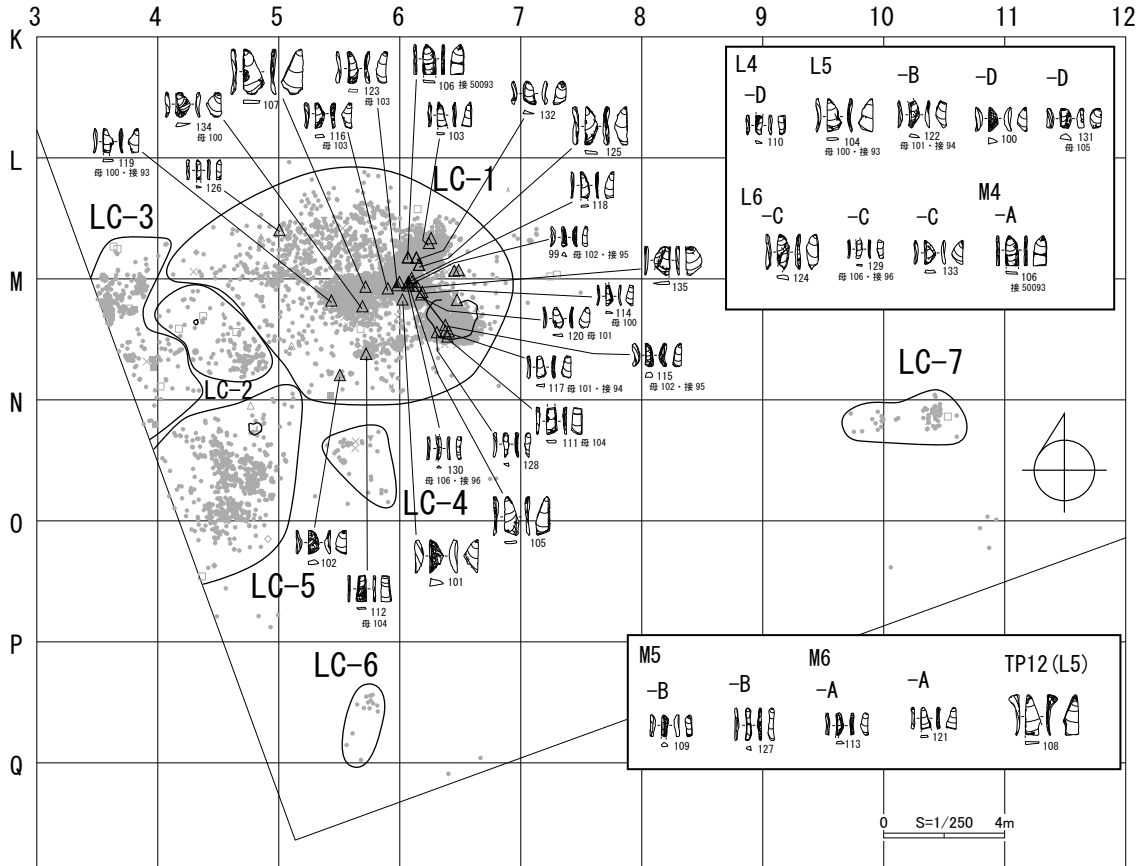 3 4 5 6 7 8 9 10 11 12
K
L
M
N
O
P
Q
LC-1
LC-2
LC-3
LC-4
LC-5
LC-6
LC-7
107
123
母 103
106 接 50093
132
134
母 100
116
母 103
103
125
119
母 100・接 93
126
118
99 母 102・接 95
135
114
母 100
120 母 101
115
母 102・接 95
117 母 101・接 94
111 母 104
130
母 106・接 96
128
105
101
102
112
母 104
L4
-D
110
L5
104
母 100・接 93
-B
122
母 101・接 94
-D
100
-D
131
母 105
L6
-C
124
-C
129
母 106・接 96
-C
133
M4
-A
106
接 50093
M5
-B
109
-B
127
M6
-A
113
-A
121
TP12(L5)
108
0 S=1/250 4m